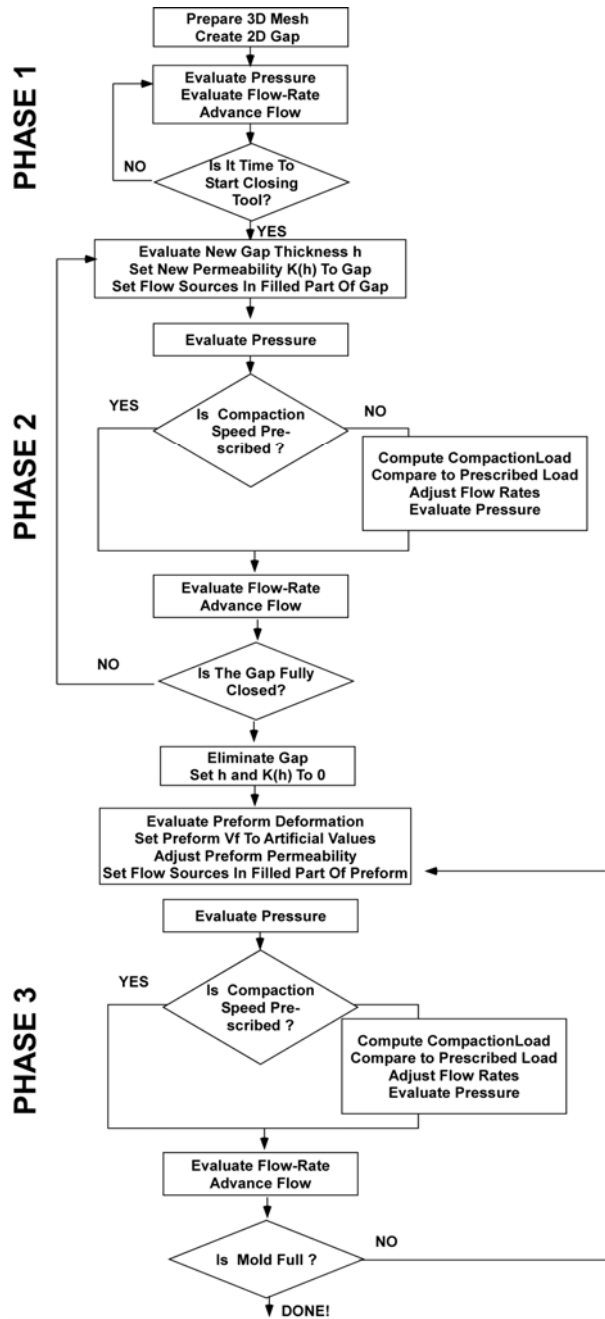 PHASE 1
Prepare 3D Mesh
Create 2D Gap
Evaluate Pressure
Evaluate Flow-Rate
Advance Flow
NO
Is It Time To
Start Closing
Tool?
YES
PHASE 2
Evaluate New Gap Thickness h
Set New Permeability K(h) To Gap
Set Flow Sources In Filled Part Of Gap
Evaluate Pressure
YES
Is Compaction
Speed Pre-
scribed ?
NO
Compute CompactionLoad
Compare to Prescribed Load
Adjust Flow Rates
Evaluate Pressure
Evaluate Flow-Rate
Advance Flow
NO
Is The Gap Fully
Closed?
Eliminate Gap
Set h and K(h) To 0
PHASE 3
Evaluate Preform Deformation
Set Preform Vf To Artificial Values
Adjust Preform Permeability
Set Flow Sources In Filled Part Of Preform
Evaluate Pressure
YES
Is Compaction
Speed Pre-
scribed ?
NO
Compute CompactionLoad
Compare to Prescribed Load
Adjust Flow Rates
Evaluate Pressure
Evaluate Flow-Rate
Advance Flow
Is Mold Full ?
NO
DONE!